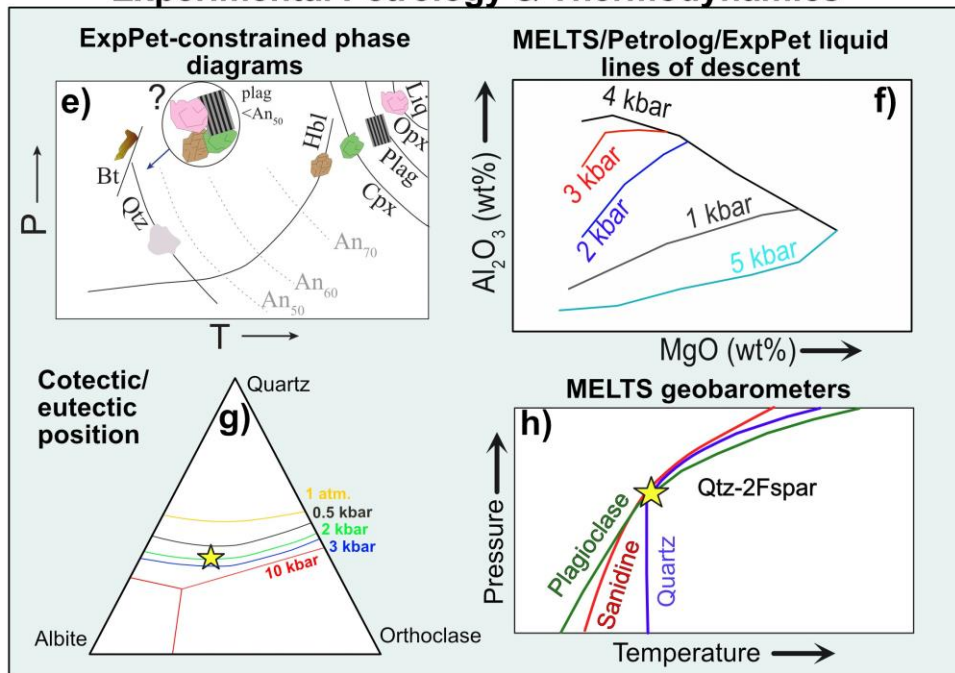 Experimental Petrology & Thermodynamics
ExpPet-constrained phase
diagrams
e)
?
plag
<An50
Liq
Opx
Plag
Cpx
Hbl
Bt
Qtz
An70
An60
An50
P
T
MELTS/Petrolog/ExpPet liquid
lines of descent
f)
4 kbar
3 kbar
2 kbar
1 kbar
5 kbar
Al2O3 (wt%)
MgO (wt%)
Cotectic/
eutectic
position
Quartz
g)
1 atm.
0.5 kbar
2 kbar
3 kbar
10 kbar
Albite
Orthoclase
MELTS geobarometers
h)
Qtz-2Fspar
Plagioclase
Sanidine
Quartz
Pressure
Temperature